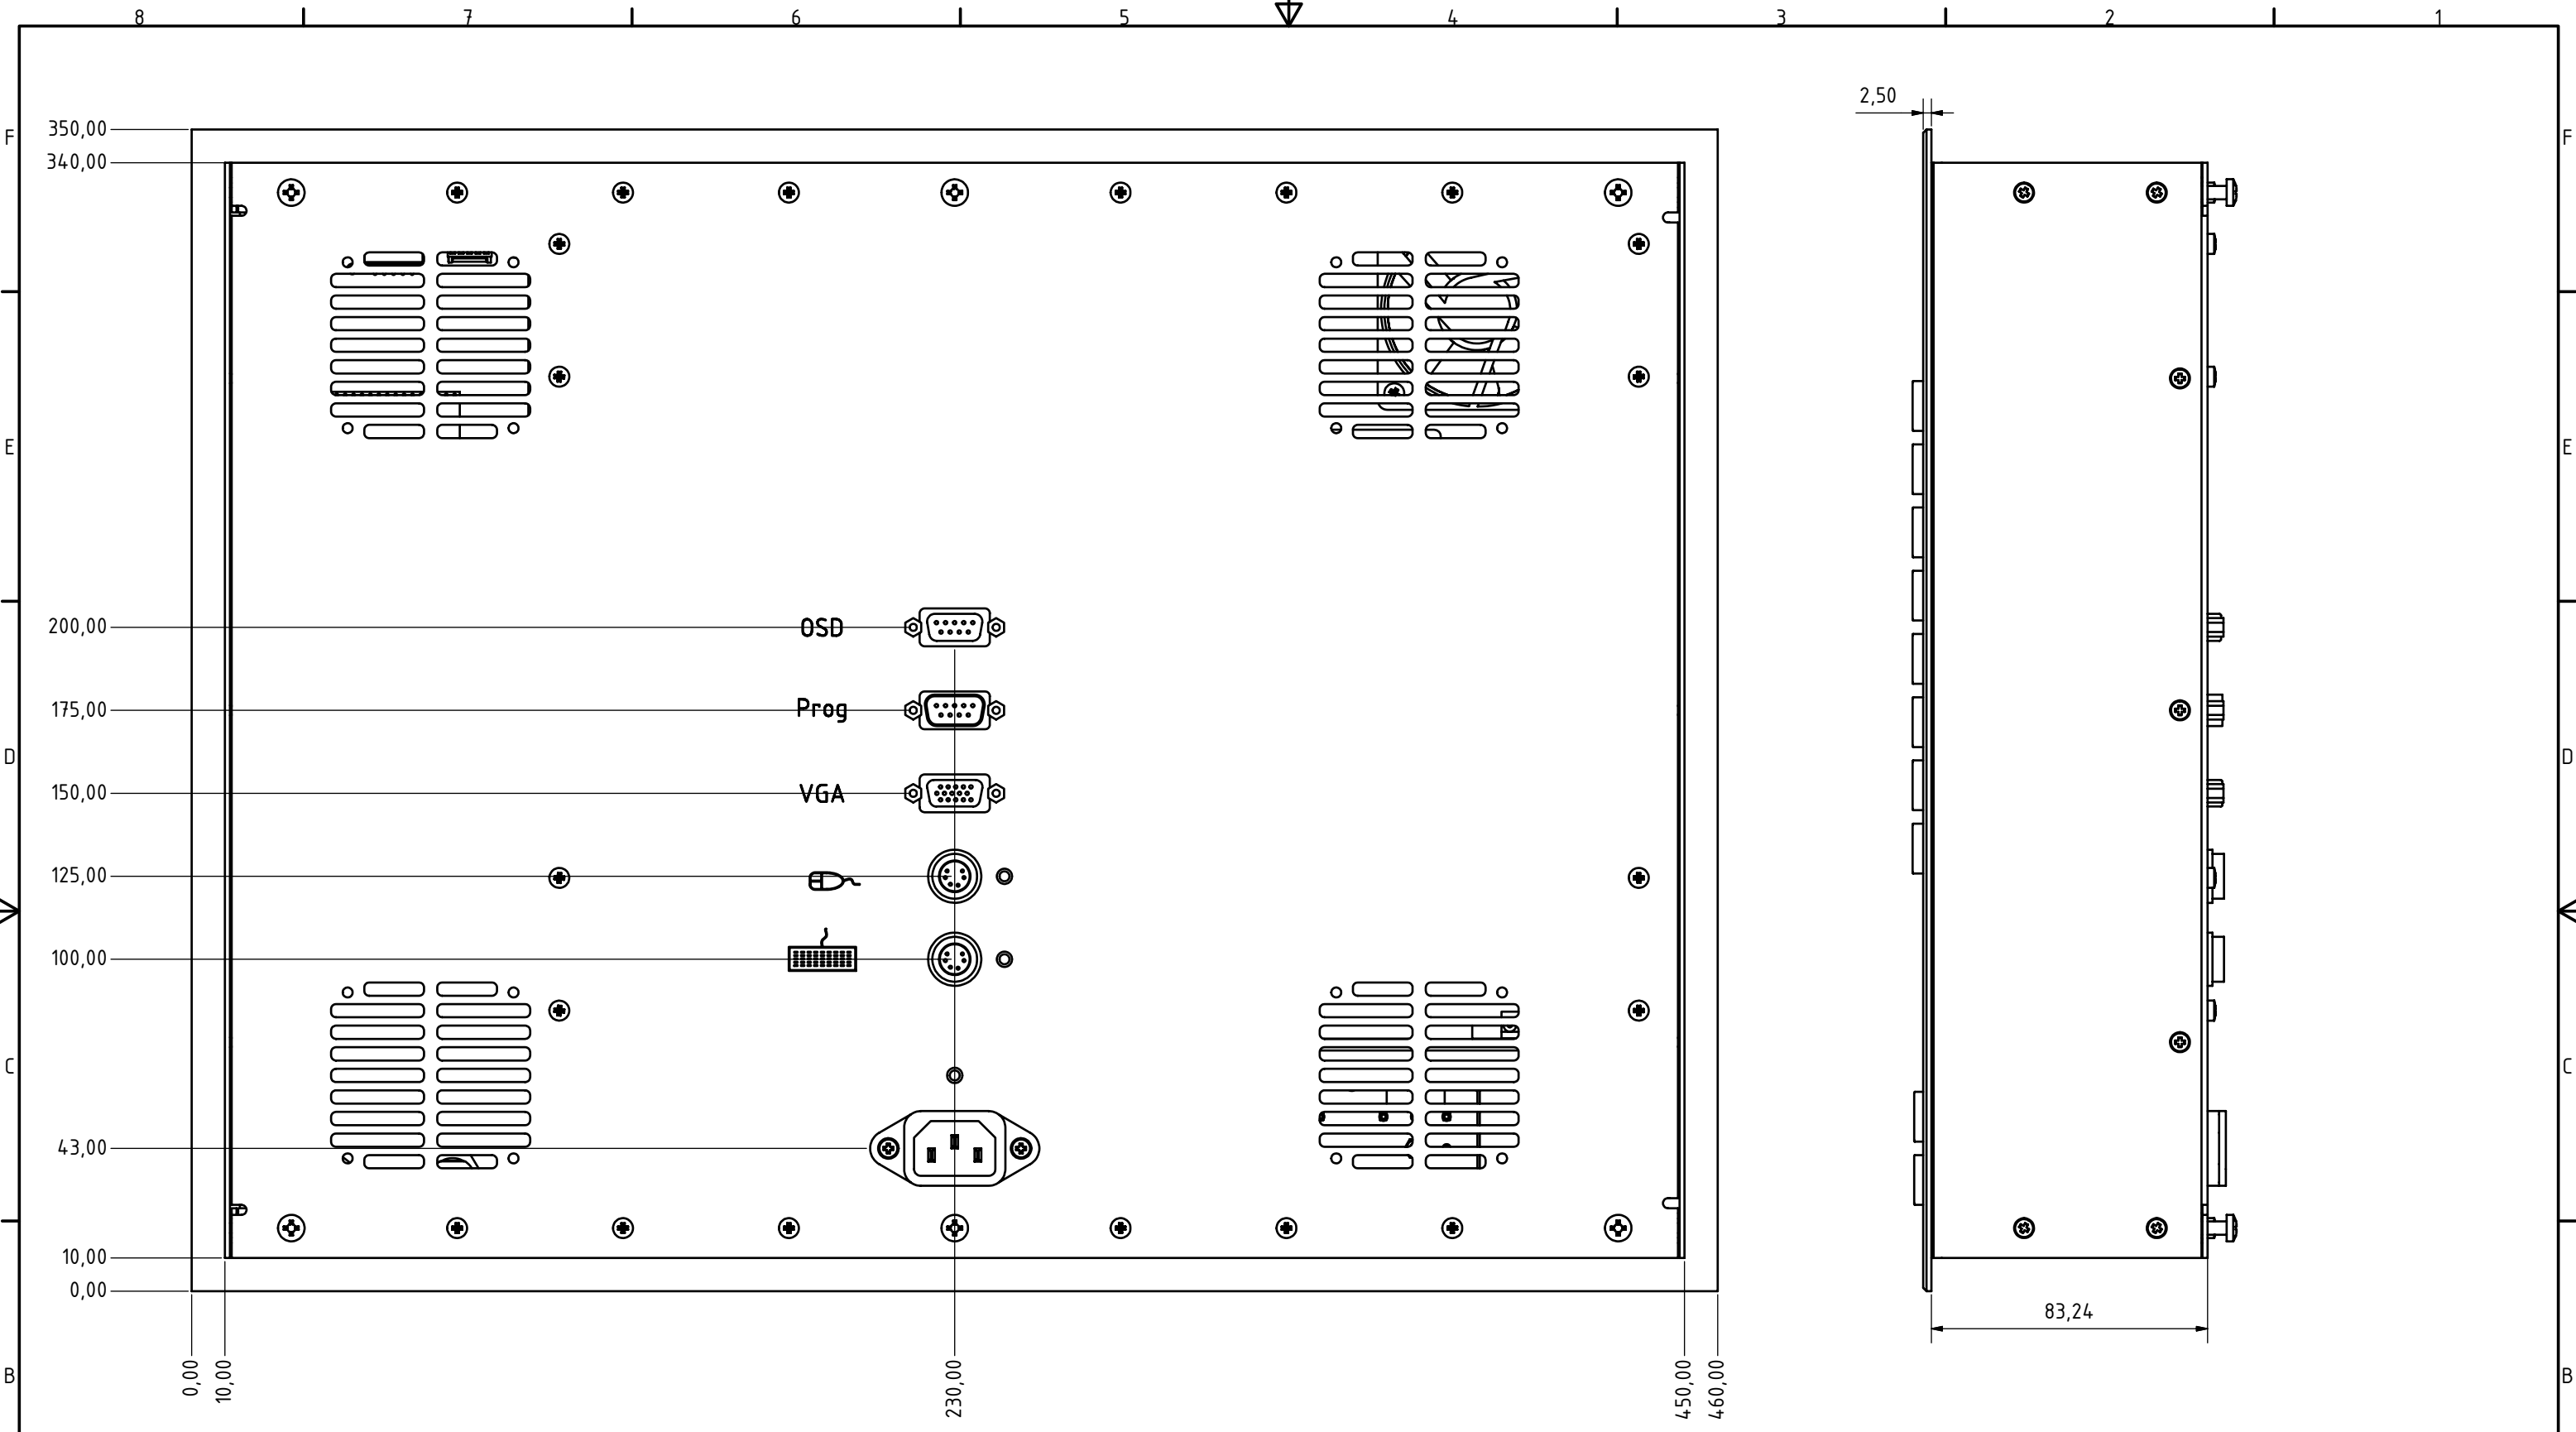 8 7 6 5 4 3 2 1
2,50
F 350,00 F
340,00
E E
OSD
200,00
Prog
175,00
D D
VGA
150,00
125,00
100,00
C C
43,00
10,00
0,00
83,24
B B
0,00 10,00 230,00 450,00 460,00